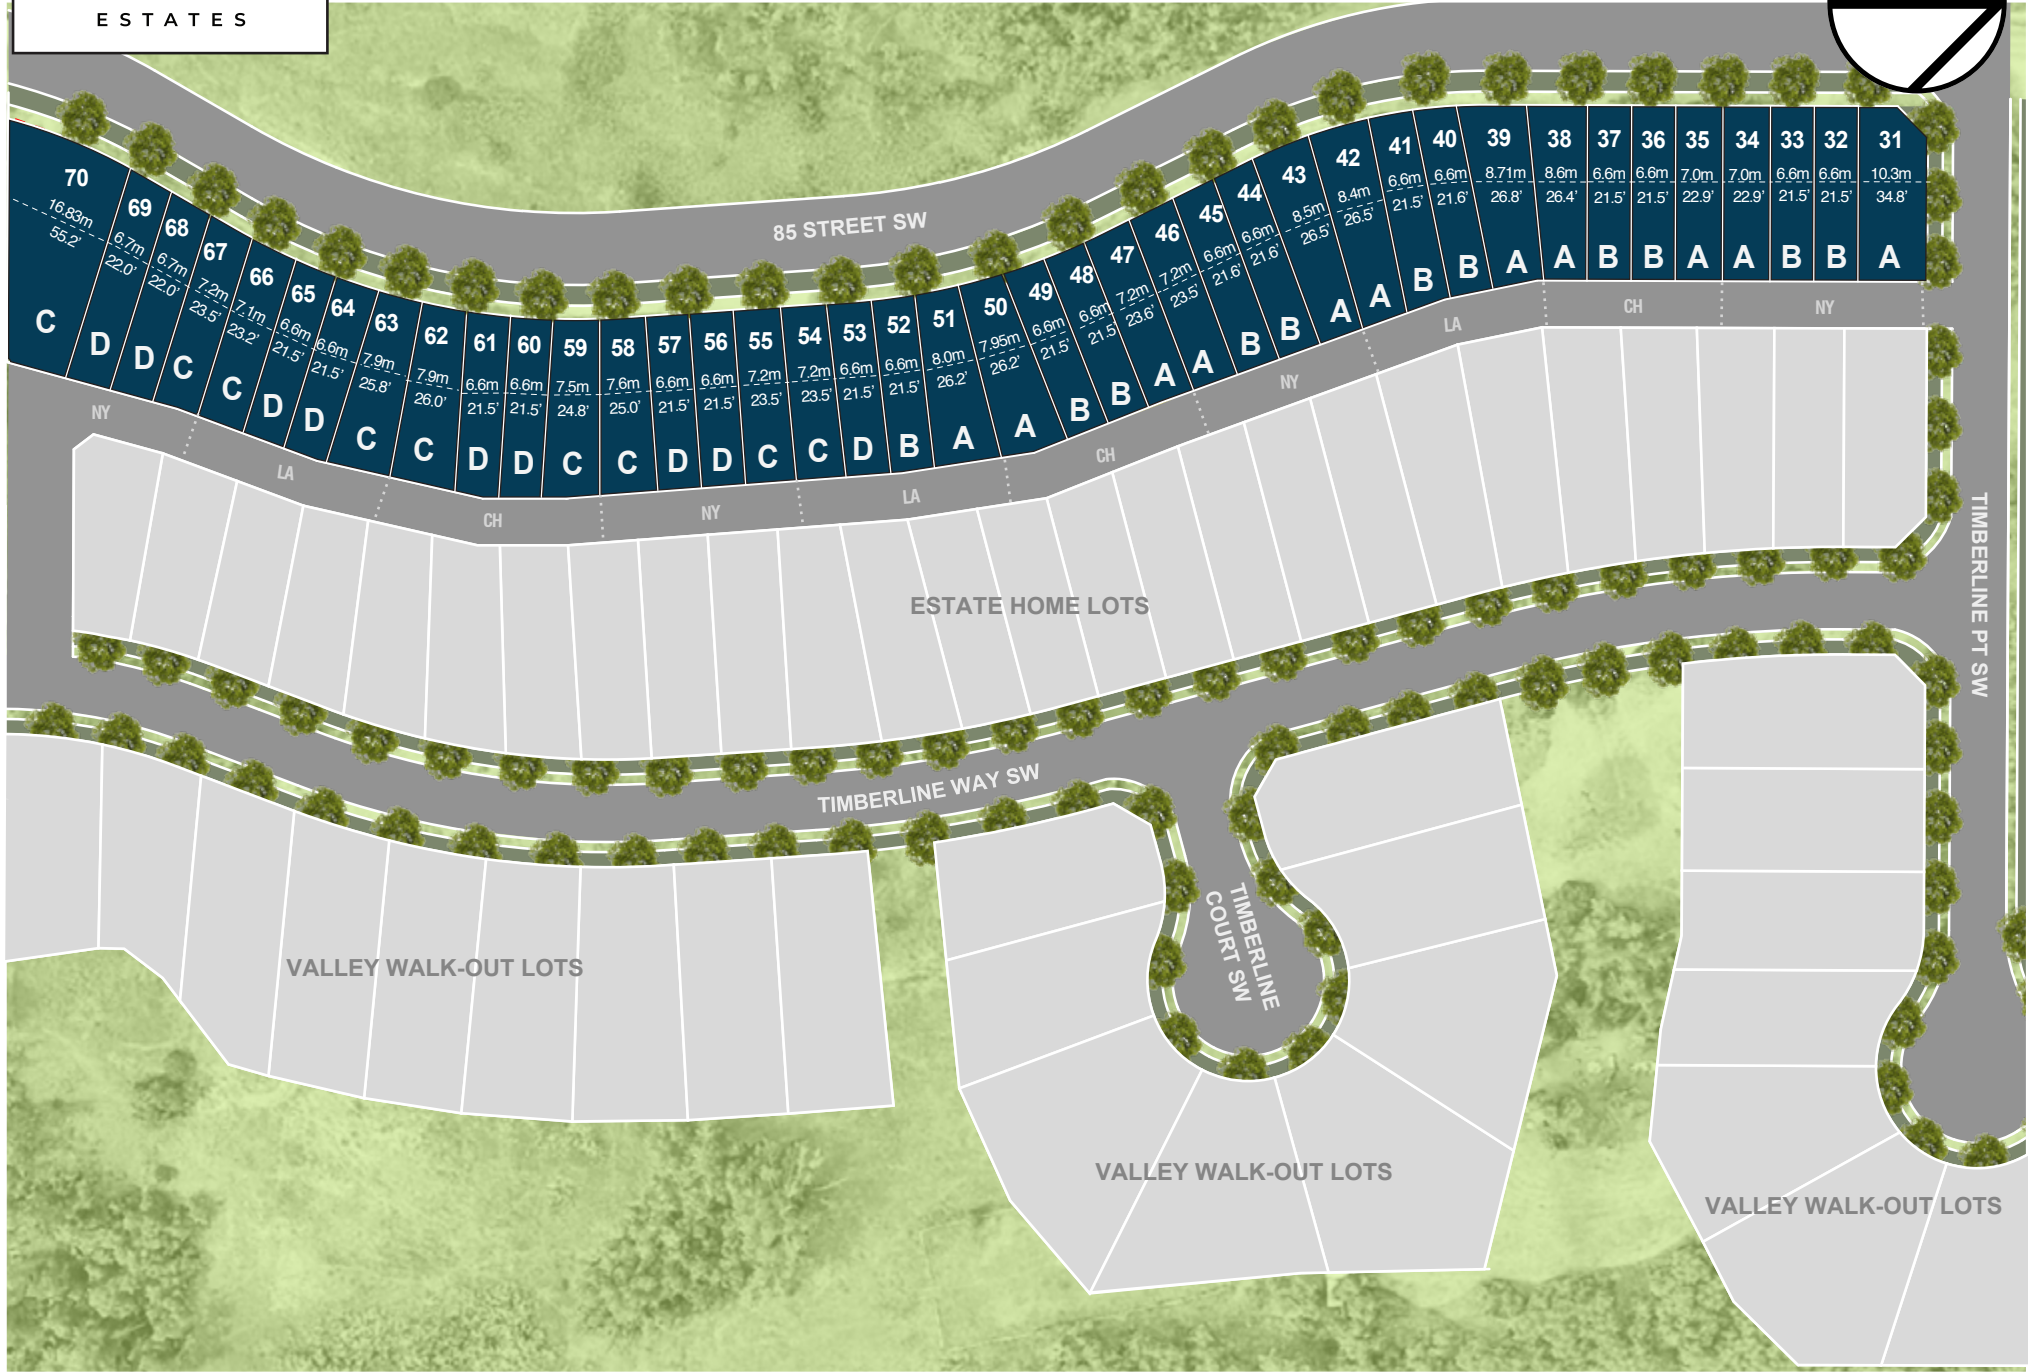 ESTATES
85 STREET SW
70
16.83m
55.2'
C
69
6.7m
22.0'
D
68
6.7m
22.0'
D
67
7.2m
23.5'
C
66
7.1m
23.2'
C
65
6.6m
21.5'
D
64
6.6m
21.5'
D
63
7.9m
25.8'
C
62
7.9m
26.0'
C
61
6.6m
21.5'
D
60
6.6m
21.5'
D
59
7.5m
24.8'
C
58
7.6m
25.0'
C
57
6.6m
21.5'
D
56
6.6m
21.5'
D
55
7.2m
23.5'
C
54
7.2m
23.5'
C
53
6.6m
21.5'
D
52
6.6m
21.5'
B
51
8.0m
26.2'
A
50
7.95m
26.2'
A
49
6.6m
21.5'
B
48
6.6m
21.5'
B
47
7.2m
23.6'
A
46
7.2m
23.5'
A
45
6.6m
21.6'
B
44
6.6m
21.6'
B
43
8.5m
26.5'
A
42
8.4m
26.5'
A
41
6.6m
21.5'
B
40
6.6m
21.6'
B
39
8.71m
26.8'
A
38
8.6m
26.4'
A
37
6.6m
21.5'
B
36
6.6m
21.5'
B
35
7.0m
22.9'
A
34
7.0m
22.9'
A
33
6.6m
21.5'
B
32
6.6m
21.5'
B
31
10.3m
34.8'
A
NY
LA
CH
NY
LA
CH
NY
LA
CH
NY
ESTATE HOME LOTS
TIMBERLINE PT SW
TIMBERLINE WAY SW
TIMBERLINE
COURT SW
VALLEY WALK-OUT LOTS
VALLEY WALK-OUT LOTS
VALLEY WALK-OUT LOTS